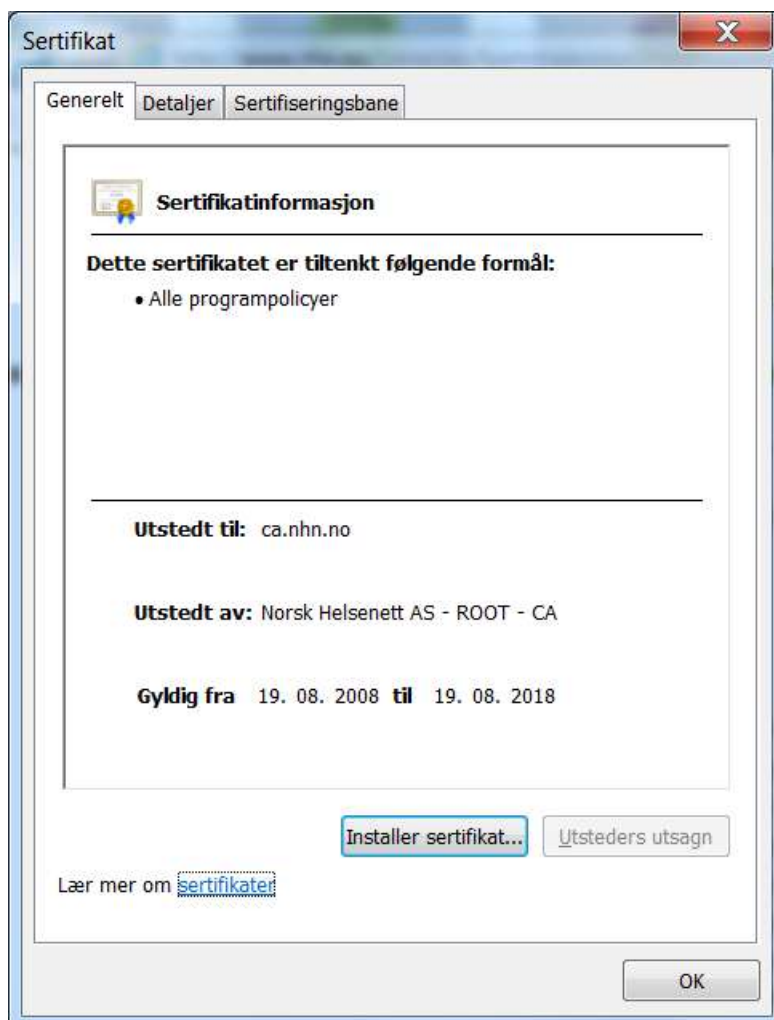 Sertifikat
Generelt Detaljer Sertifiseringsbane
Sertifikatinformasjon
Dette sertifikatet er tiltenkt følgende formål:
• Alle programpolicyer
Utstedt til: ca.nhn.no
Utstedt av: Norsk Helsenett AS - ROOT - CA
Gyldig fra 19. 08. 2008 til 19. 08. 2018
Installer sertifikat... Utsteders utsagn
Lær mer om sertifikater
OK